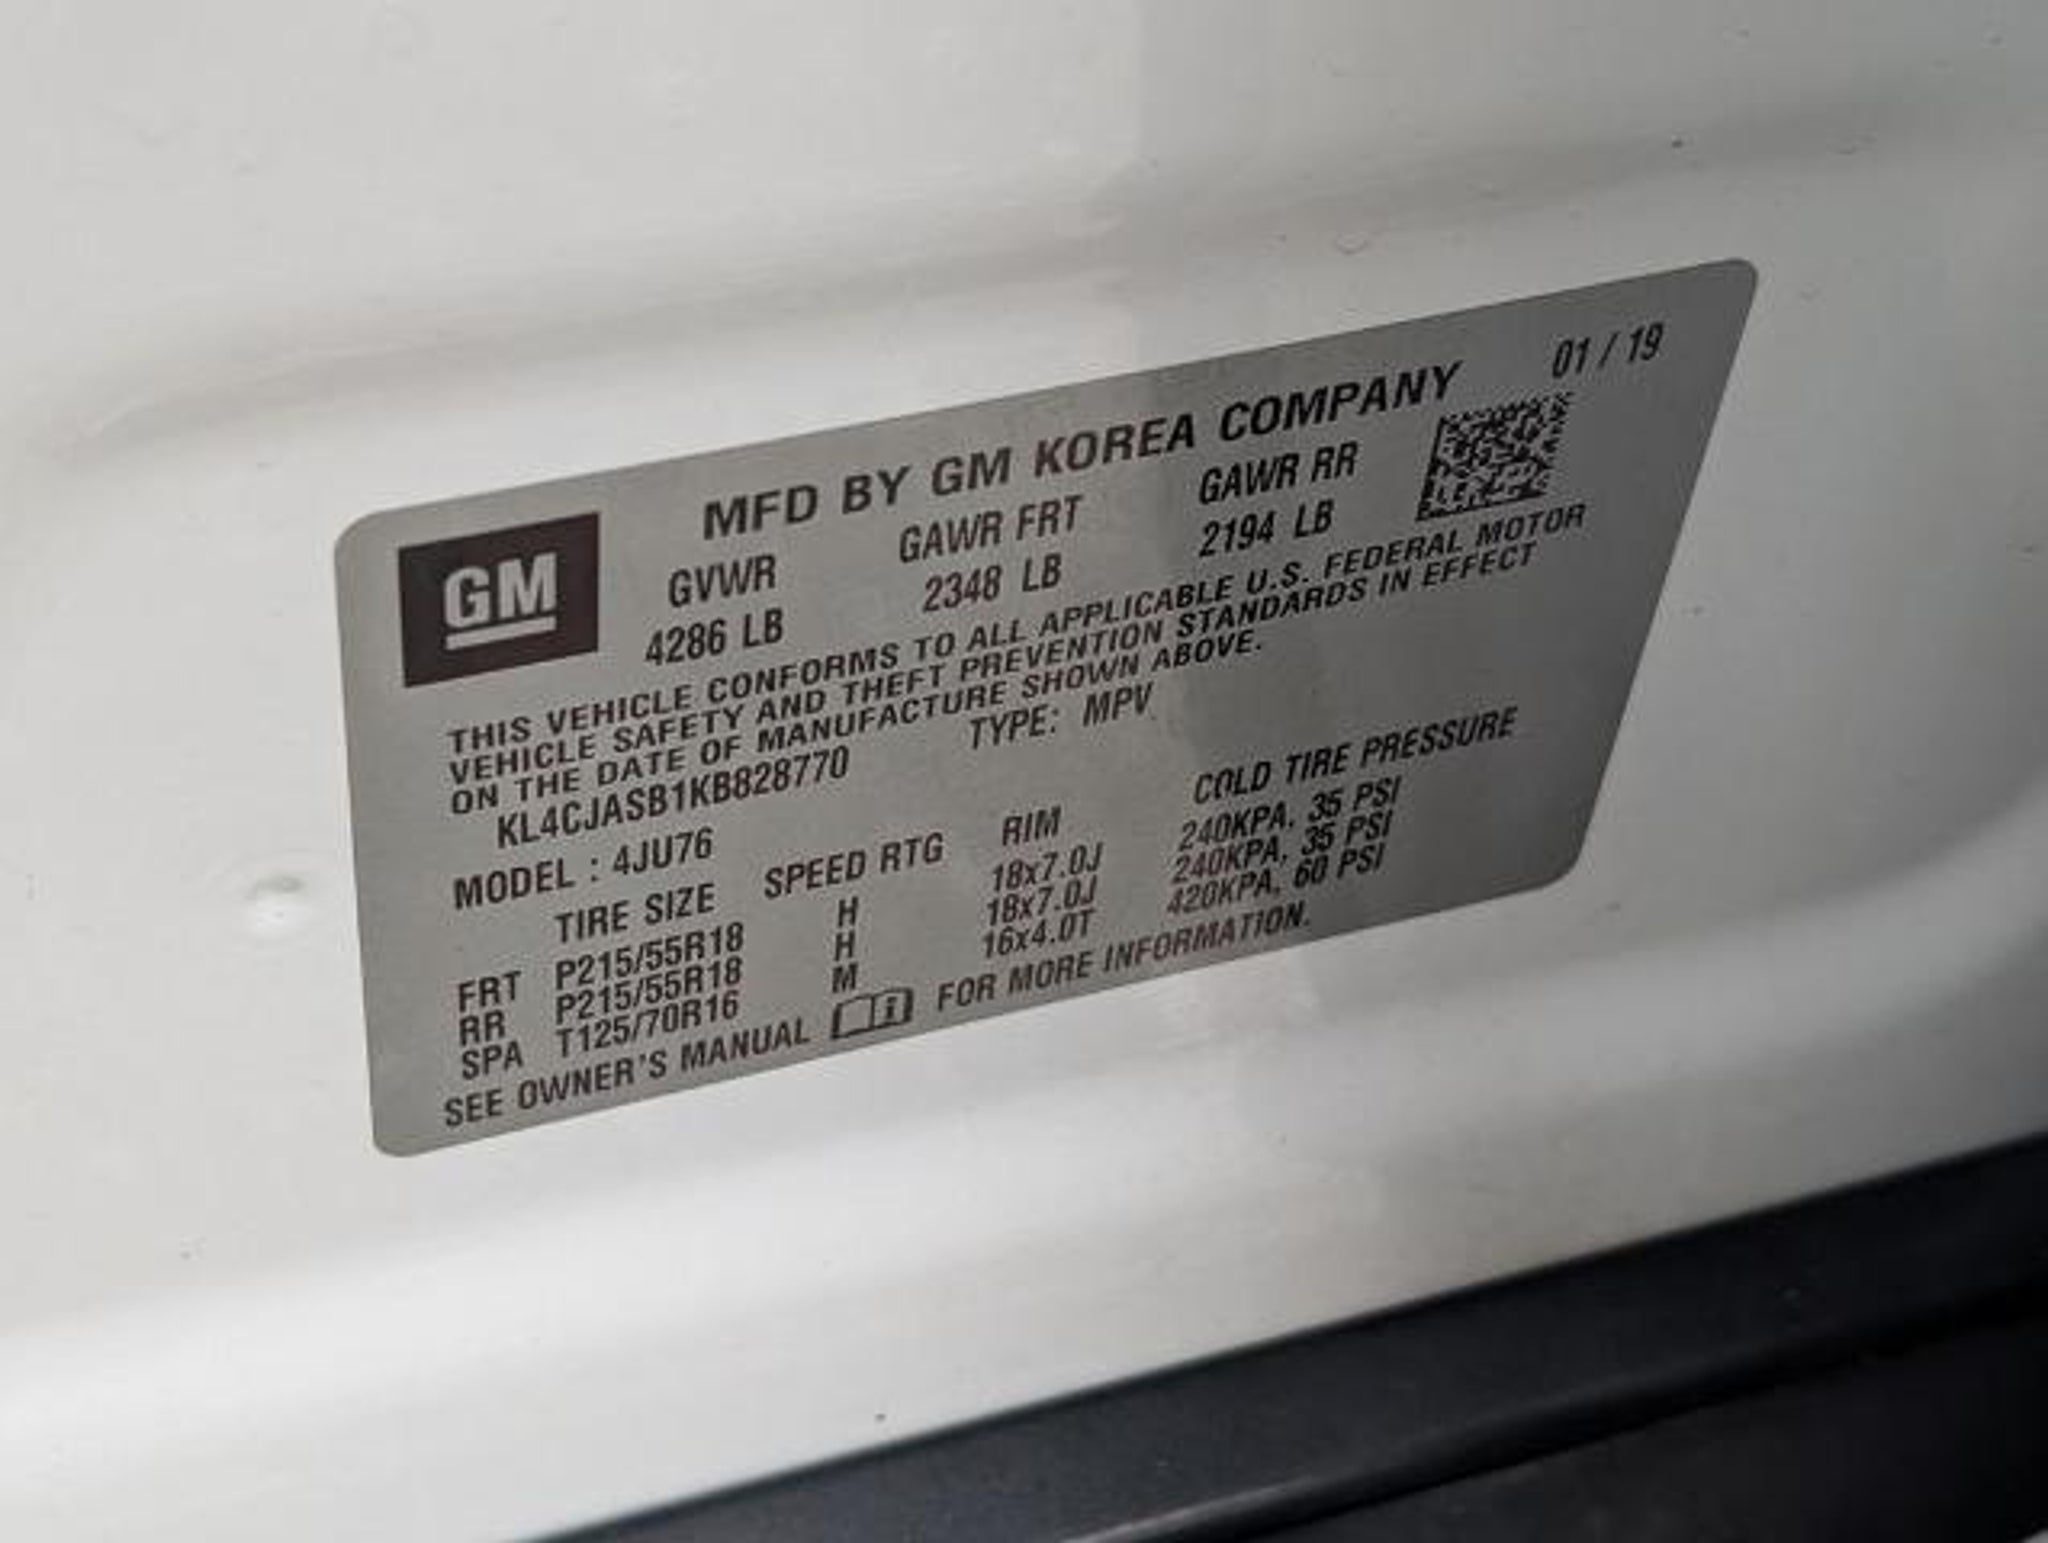 01 / 19
MFD BY GM KOREA COMPANY
GM
GVWR GAWR FRT GAWR RR
4286 LB 2348 LB 2194 LB
THIS VEHICLE CONFORMS TO ALL APPLICABLE U.S. FEDERAL MOTOR
VEHICLE SAFETY AND THEFT PREVENTION STANDARDS IN EFFECT
ON THE DATE OF MANUFACTURE SHOWN ABOVE.
KL4CJASB1KB828770 TYPE: MPV
MODEL : 4JU76
TIRE SIZE SPEED RTG RIM COLD TIRE PRESSURE
FRT P215/55R18 H 18x7.0J 240KPA, 35 PSI
RR P215/55R18 H 18x7.0J 240KPA, 35 PSI
SPA T125/70R16 M 16x4.0T 420KPA, 60 PSI
SEE OWNER'S MANUAL i FOR MORE INFORMATION.